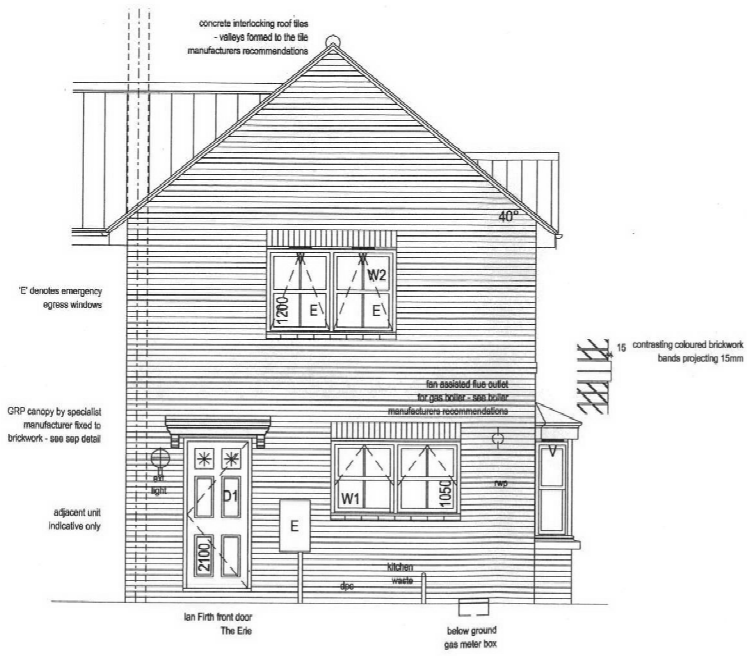 concrete interlocking roof tiles
- valleys formed to the tile
manufacturers recommendations
40°
W2
1200
E
E
'E' denotes emergency
egress windows
15
contrasting coloured brickwork
bands projecting 15mm
fan assisted flue outlet
for gas boiler - see boiler
manufacturers recommendations
GRP canopy by specialist
manufacturer fixed to
brickwork - see sep detail
V
ext
light
D1
W1
1050
rwp
adjacent unit
indicative only
E
2100
kitchen
waste
dpc
Ian Firth front door
The Erie
below ground
gas meter box